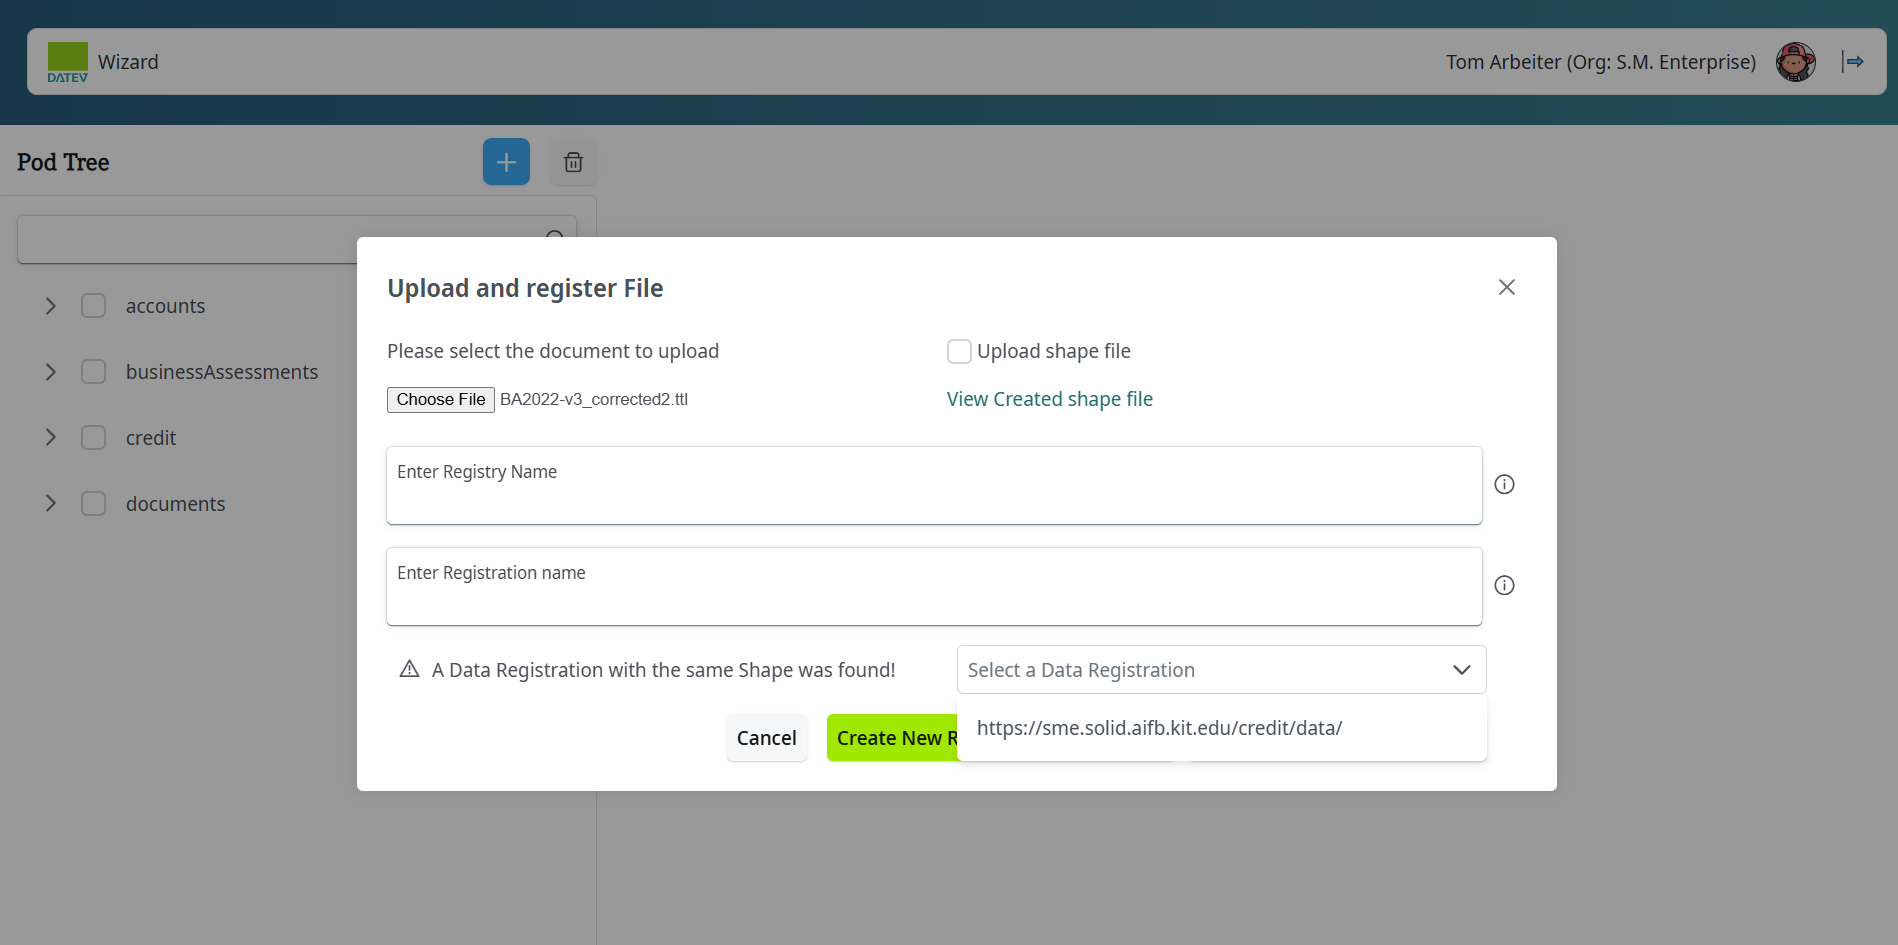 DATEV
Wizard
Tom Arbeiter (Org: S.M. Enterprise)
Pod Tree
accounts
businessAssessments
credit
documents
Upload and register File
Please select the document to upload
Upload shape file
Choose File BA2022-v3_corrected2.ttl
View Created shape file
Enter Registry Name
Enter Registration name
A Data Registration with the same Shape was found!
Select a Data Registration
https://sme.solid.aifb.kit.edu/credit/data/
Cancel
Create New